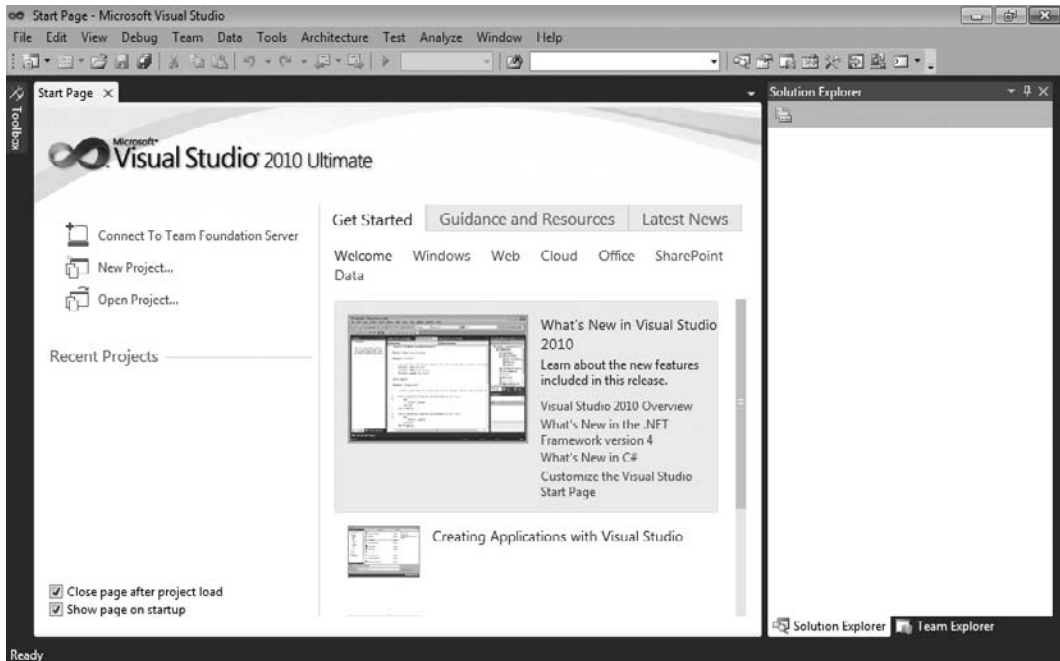 Start Page - Microsoft Visual Studio
File Edit View Debug Team Data Tools Architecture Test Analyze Window Help
Toolbox
Start Page
Solution Explorer
Microsoft
Visual Studio 2010 Ultimate
Connect To Team Foundation Server
New Project...
Open Project...
Recent Projects
Close page after project load
Show page on startup
Get Started Guidance and Resources Latest News
Welcome Windows Web Cloud Office SharePoint
Data
What's New in Visual Studio
2010
Learn about the new features
included in this release.
Visual Studio 2010 Overview
What's New in the .NET
Framework version 4
What's New in C#
Customize the Visual Studio
Start Page
Creating Applications with Visual Studio
Solution Explorer Team Explorer
Ready